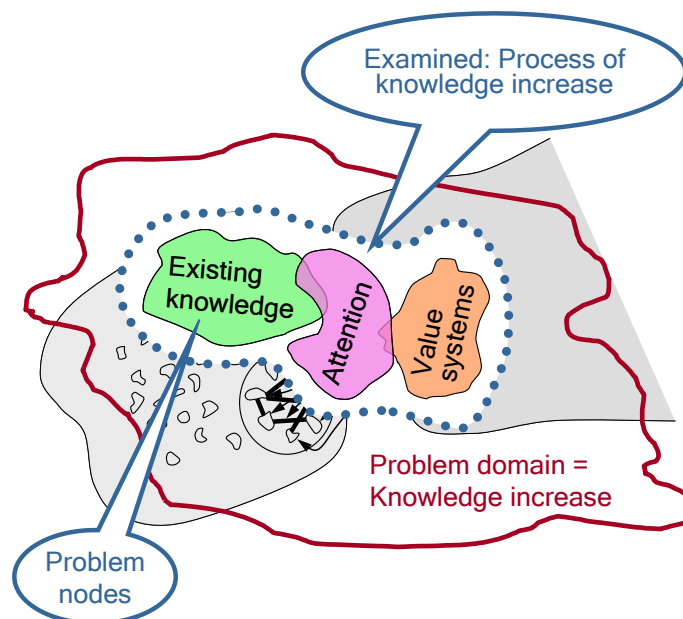 Examined: Process of
knowledge increase
Existing
knowledge
Attention
Value
systems
Problem domain =
Knowledge increase
Problem
nodes